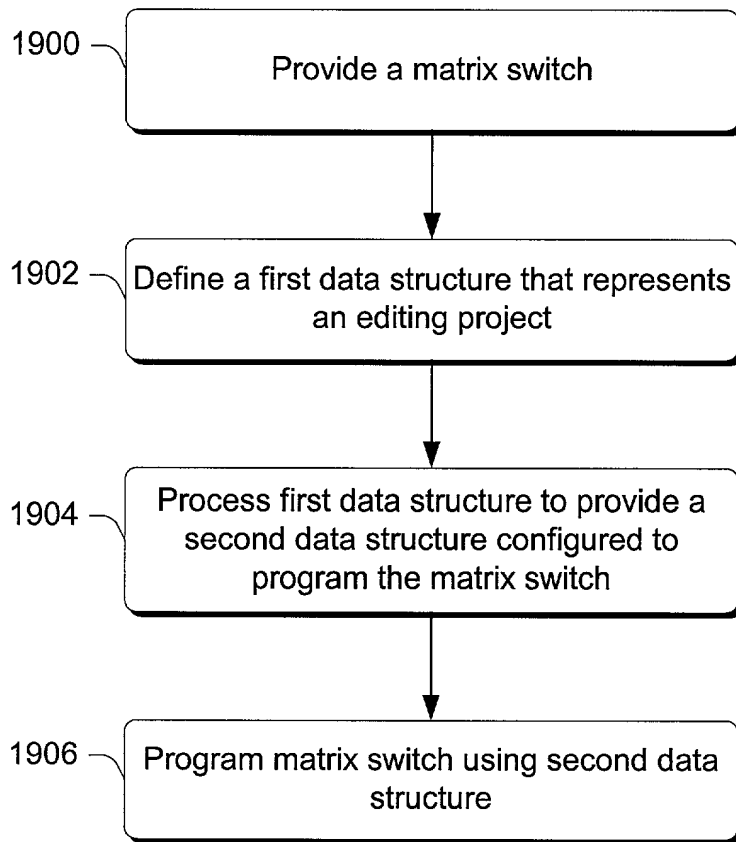 1900
Provide a matrix switch
1902
Define a first data structure that represents
an editing project
1904
Process first data structure to provide a
second data structure configured to
program the matrix switch
1906
Program matrix switch using second data
structure